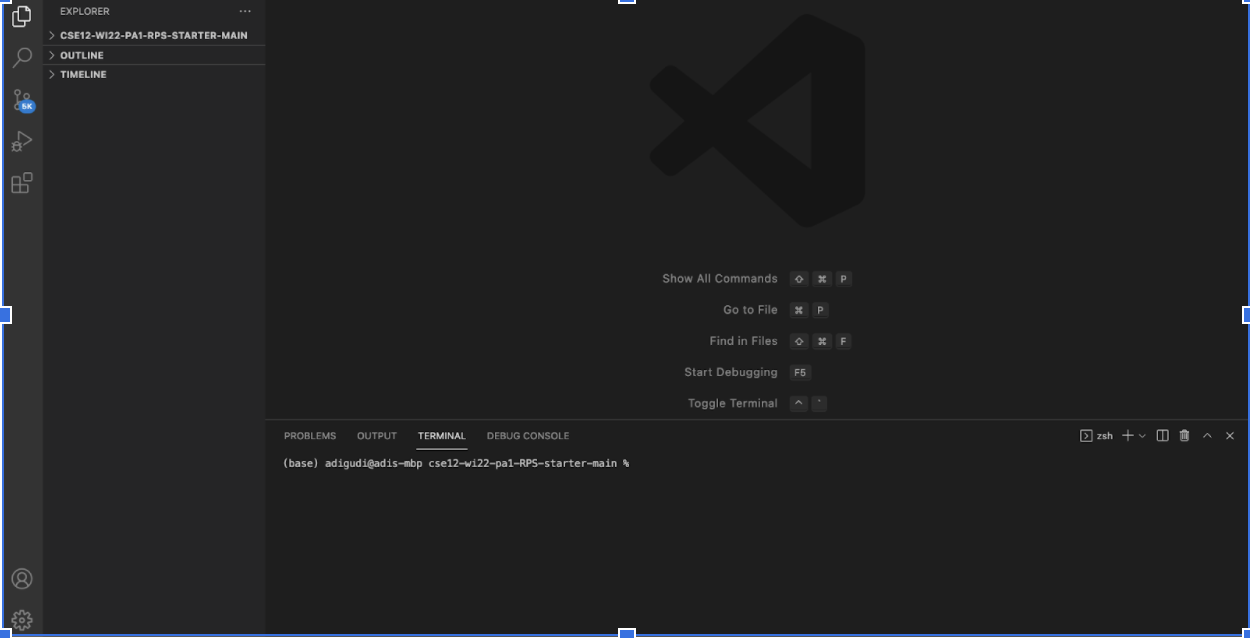 EXPLORER ...
CSE12-WI22-PA1-RPS-STARTER-MAIN
OUTLINE
TIMELINE
5K
Show All Commands ⇧ ⌘ P
Go to File ⌘ P
Find in Files ⇧ ⌘ F
Start Debugging F5
Toggle Terminal ^ `
PROBLEMS OUTPUT TERMINAL DEBUG CONSOLE zsh
(base) adigudi@adis-mbp cse12-wi22-pa1-RPS-starter-main %